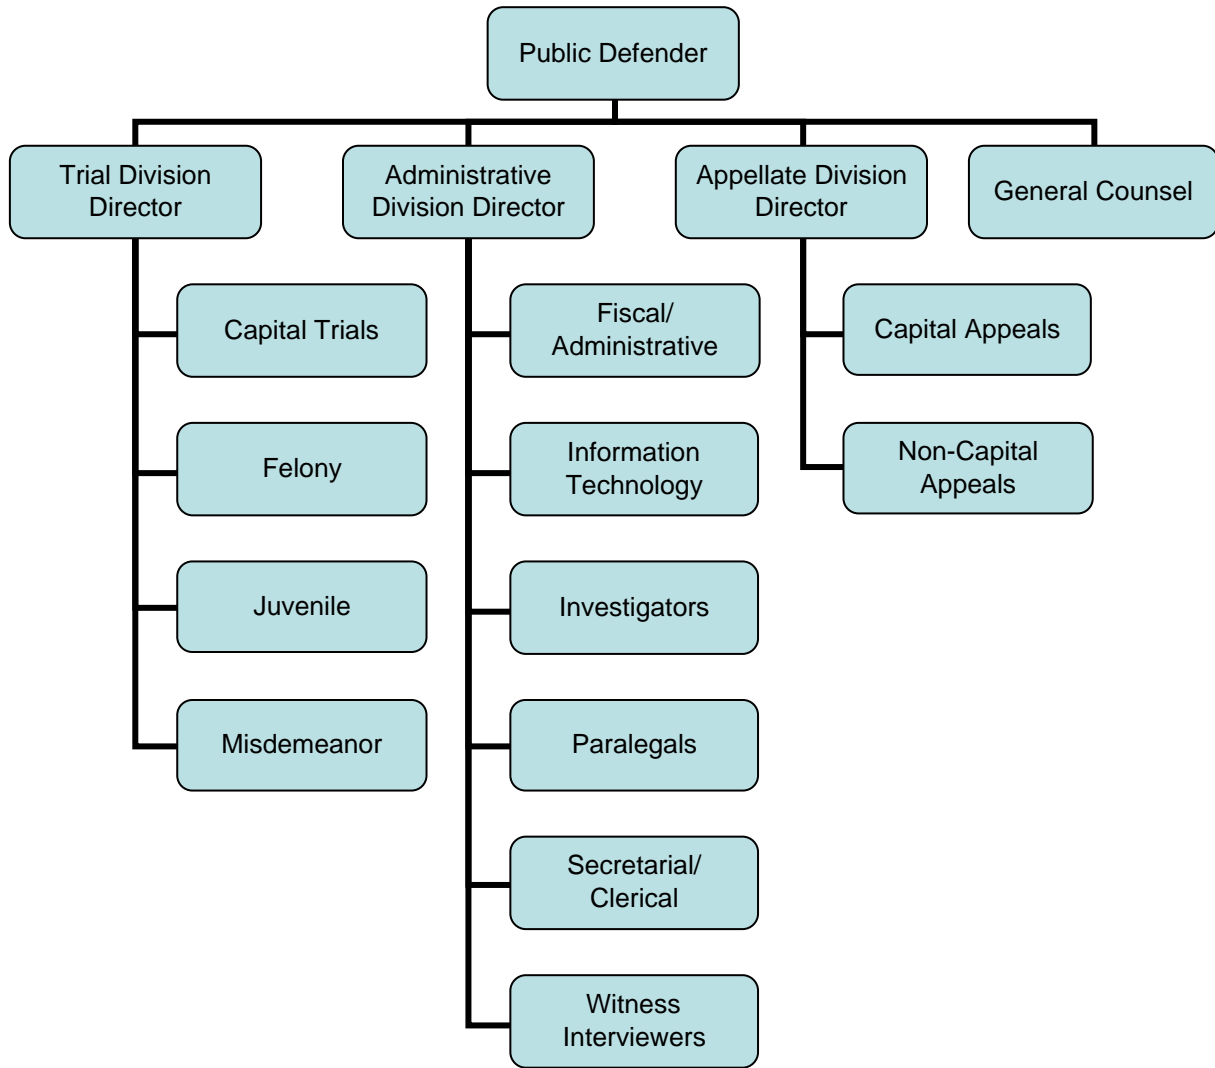 Public Defender
Trial Division
Director
Administrative
Division Director
Appellate Division
Director
General Counsel
Capital Trials
Fiscal/
Administrative
Capital Appeals
Felony
Information
Technology
Non-Capital
Appeals
Juvenile
Investigators
Misdemeanor
Paralegals
Secretarial/
Clerical
Witness
Interviewers